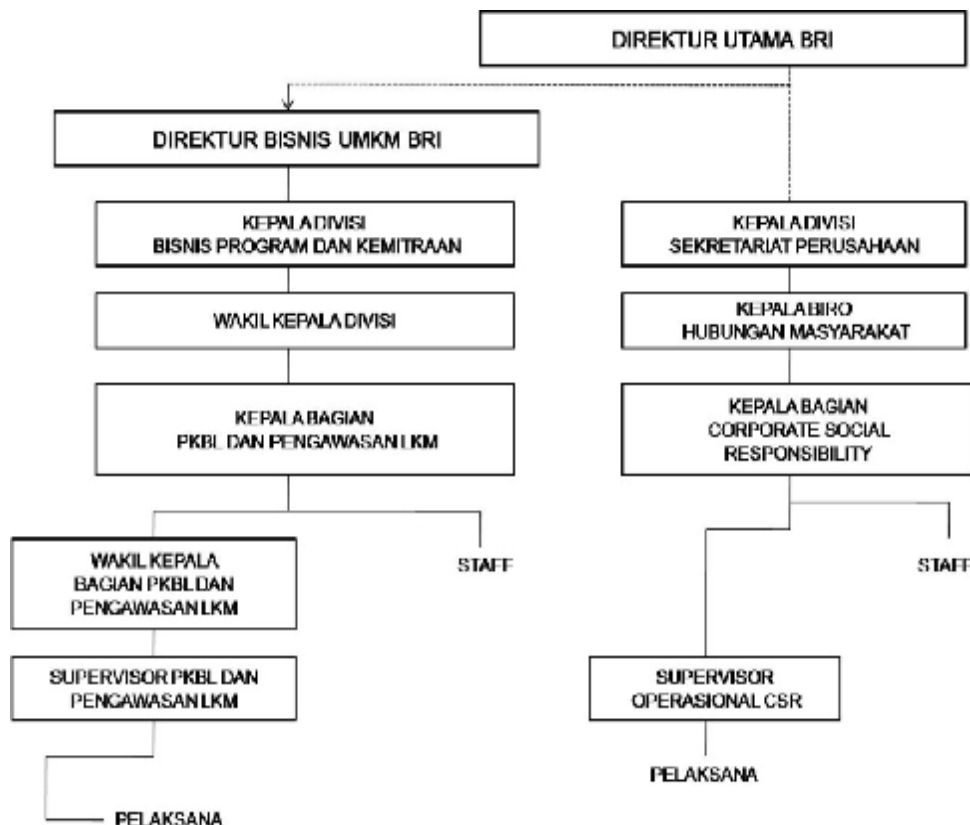 DIREKTUR UTAMA BRI
DIREKTUR BISNIS UMKM BRI
KEPALA DIVISI
BISNIS PROGRAM DAN KEMITRAAN
KEPALA DIVISI
SEKRETARIAT PERUSAHAAN
WAKIL KEPALA DIVISI
KEPALA BIRO
HUBUNGAN MASYARAKAT
KEPALA BAGIAN
PKBL DAN PENGAWASAN LKM
KEPALA BAGIAN
CORPORATE SOCIAL
RESPONSIBILITY
STAFF
STAFF
WAKIL KEPALA
BAGIAN PKBL DAN
PENGAWASAN LKM
SUPERVISOR PKBL DAN
PENGAWASAN LKM
SUPERVISOR
OPERASIONAL CSR
PELAKSANA
PELAKSANA